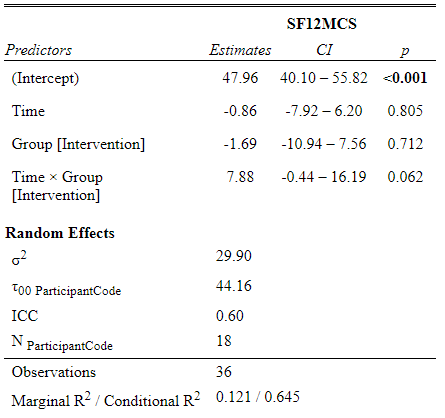 SF12MCS
Predictors Estimates CI p
(Intercept) 47.96 40.10 – 55.82 <0.001
Time -0.86 -7.92 – 6.20 0.805
Group [Intervention] -1.69 -10.94 – 7.56 0.712
Time × Group 7.88 -0.44 – 16.19 0.062
[Intervention]
Random Effects
σ² 29.90
τ₀₀ ParticipantCode 44.16
ICC 0.60
N ParticipantCode 18
Observations 36
Marginal R² / Conditional R² 0.121 / 0.645